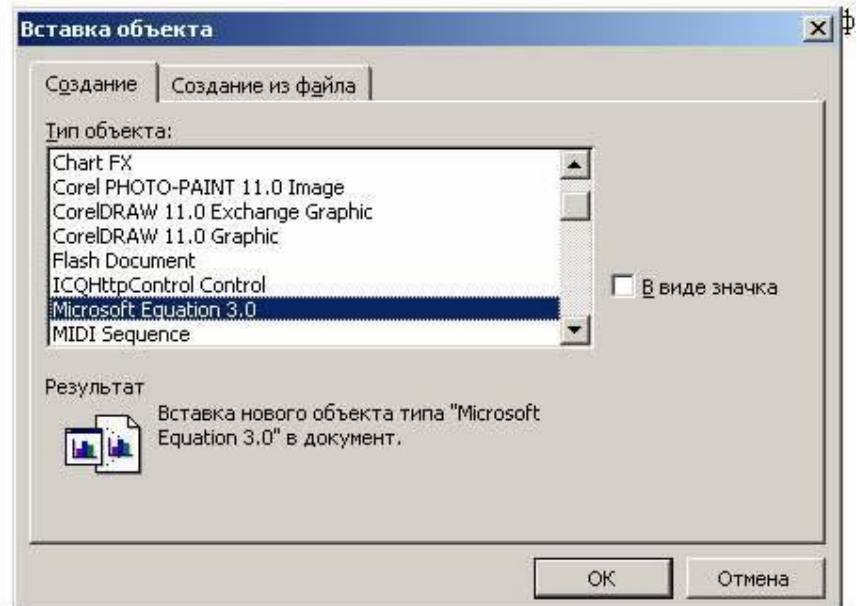 Вставка объекта
ф
Создание
Создание из файла
Тип объекта:
Chart FX
Corel PHOTO-PAINT 11.0 Image
CorelDRAW 11.0 Exchange Graphic
CorelDRAW 11.0 Graphic
Flash Document
ICQHttpControl Control
Microsoft Equation 3.0
MIDI Sequence
В виде значка
Результат
Вставка нового объекта типа "Microsoft
Equation 3.0" в документ.
ОК
Отмена